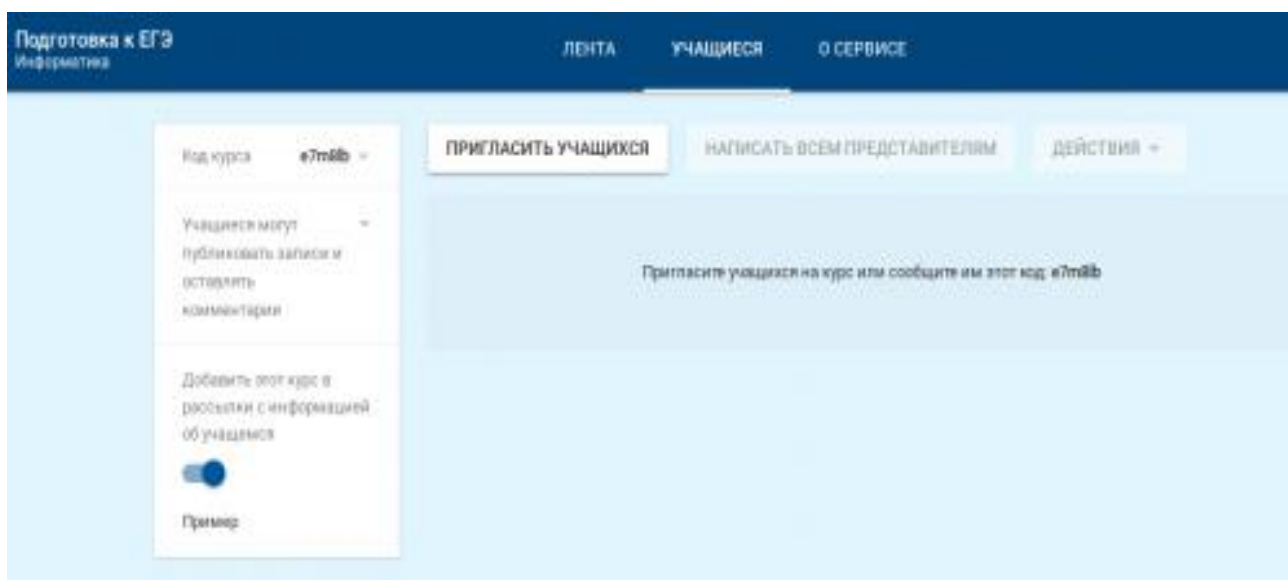 Подготовка к ЕГЭ
Информатика
ЛЕНТА
УЧАЩИЕСЯ
О СЕРВИСЕ
Код курса
ПРИГЛАСИТЬ УЧАЩИХСЯ
НАПИСАТЬ ВСЕМ ПРЕДСТАВИТЕЛЯМ
ДЕЙСТВИЯ
Учащиеся могут
публиковать записи и
оставлять
комментарии
Пригласите учащихся на курс или сообщите им этот код:
Добавить этот курс в
рассылки с информацией
об учащемся
Пример